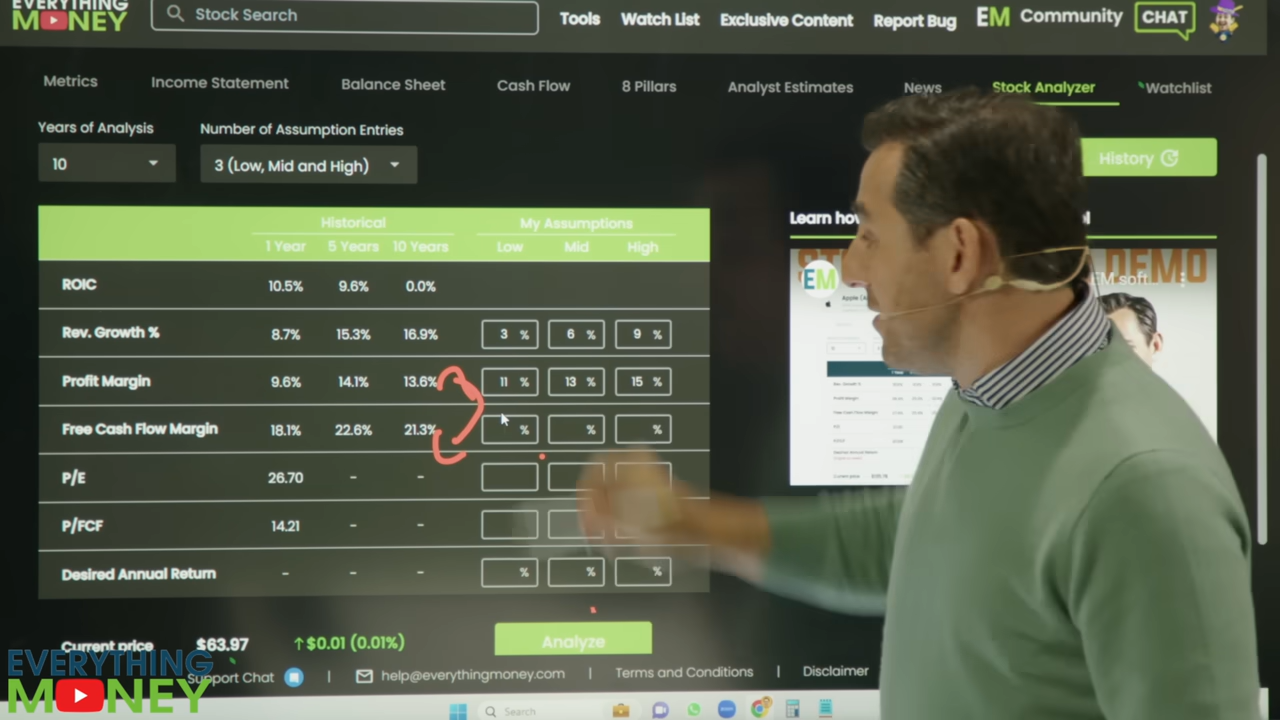 EVERYTHING
MONEY
Stock Search
Tools
Watch List
Exclusive Content
Report Bug
EM Community
CHAT
Metrics
Income Statement
Balance Sheet
Cash Flow
8 Pillars
Analyst Estimates
News
Stock Analyzer
Watchlist
Years of Analysis
Number of Assumption Entries
10
3 (Low, Mid and High)
History
Historical
My Assumptions
1 Year 5 Years 10 Years Low Mid High
ROIC 10.5% 9.6% 0.0%
Rev. Growth % 8.7% 15.3% 16.9% 3 % 6 % 9 %
Profit Margin 9.6% 14.1% 13.6% 11 % 13 % 15 %
Free Cash Flow Margin 18.1% 22.6% 21.3% % % %
P/E 26.70 - -
P/FCF 14.21 - -
Desired Annual Return - - - % % %
Learn how
EM
DEMO
EM soft
Current price $63.97 ↑$0.01 (0.01%)
Analyze
EVERYTHING
MONEY
Support Chat | help@everythingmoney.com | Terms and Conditions | Disclaimer
Search